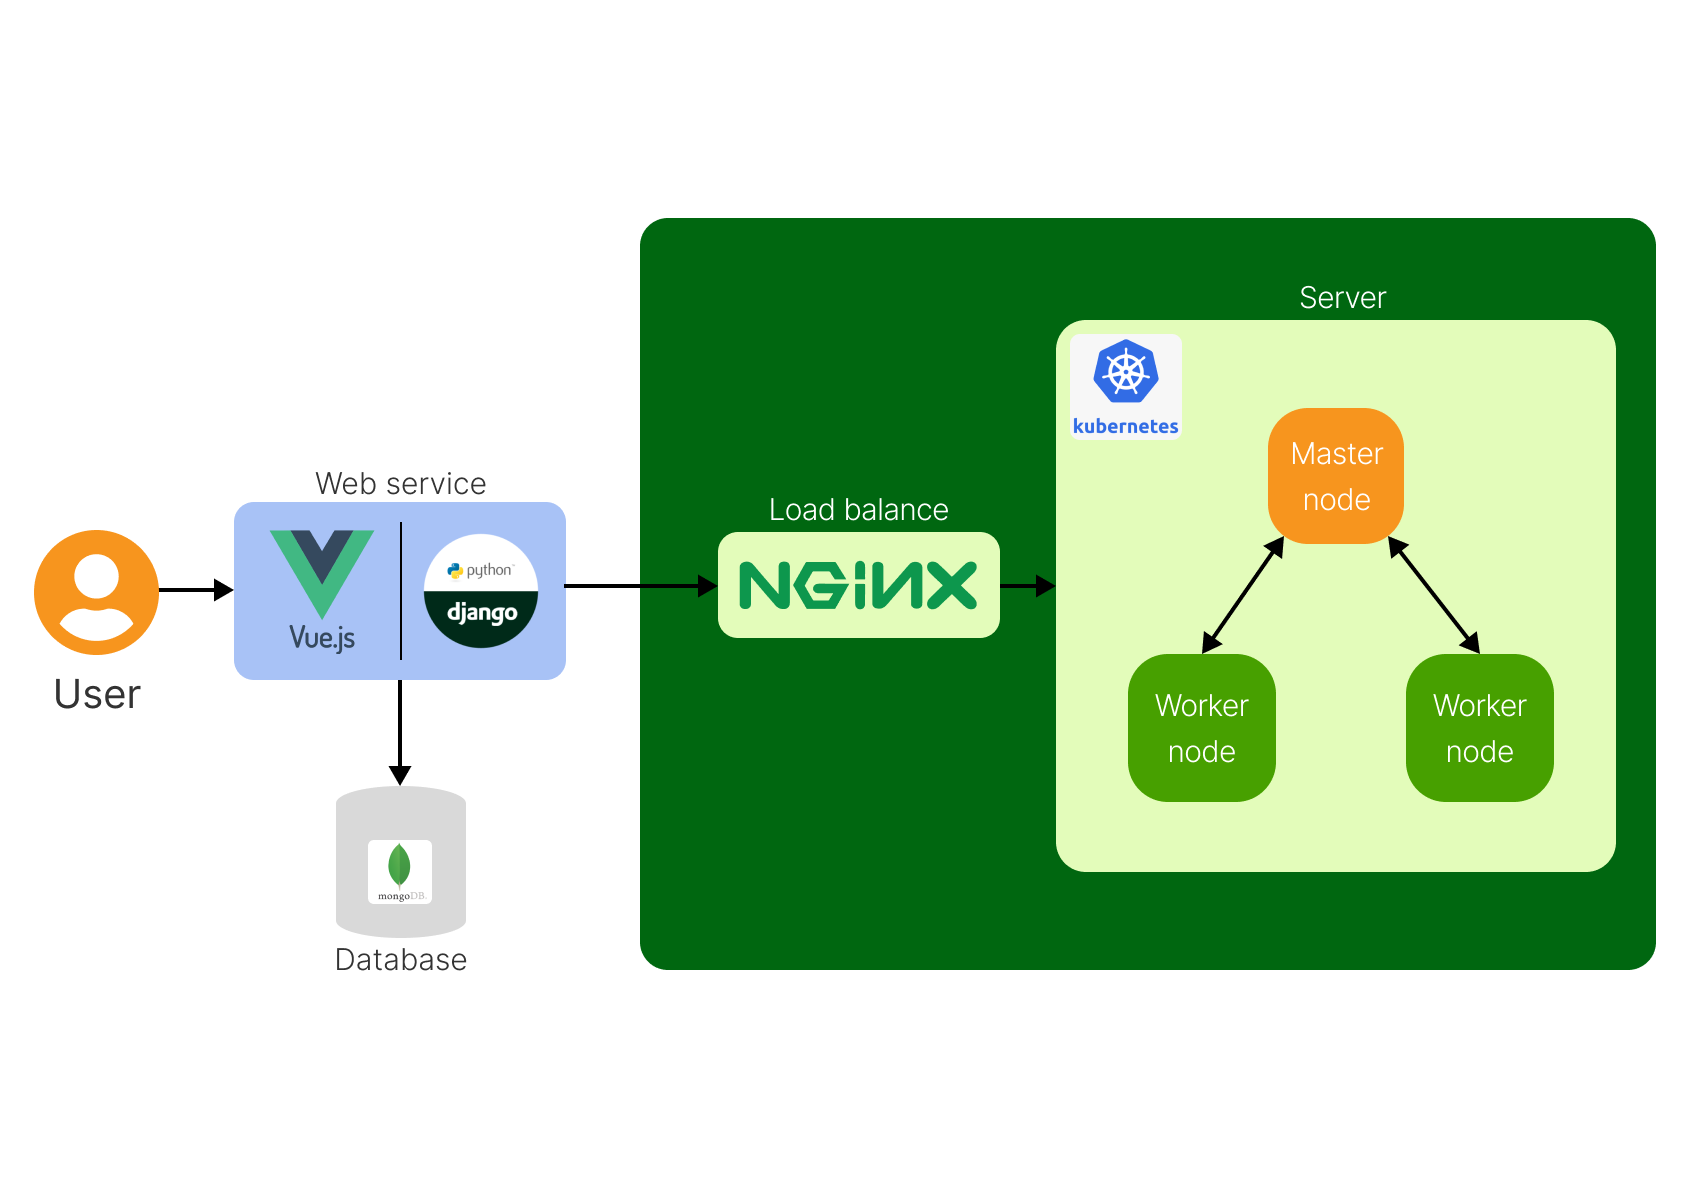 User
Web service
Vue.js
python
django
mongoDB.
Database
Load balance
NGiNX
Server
kubernetes
Master
node
Worker
node
Worker
node